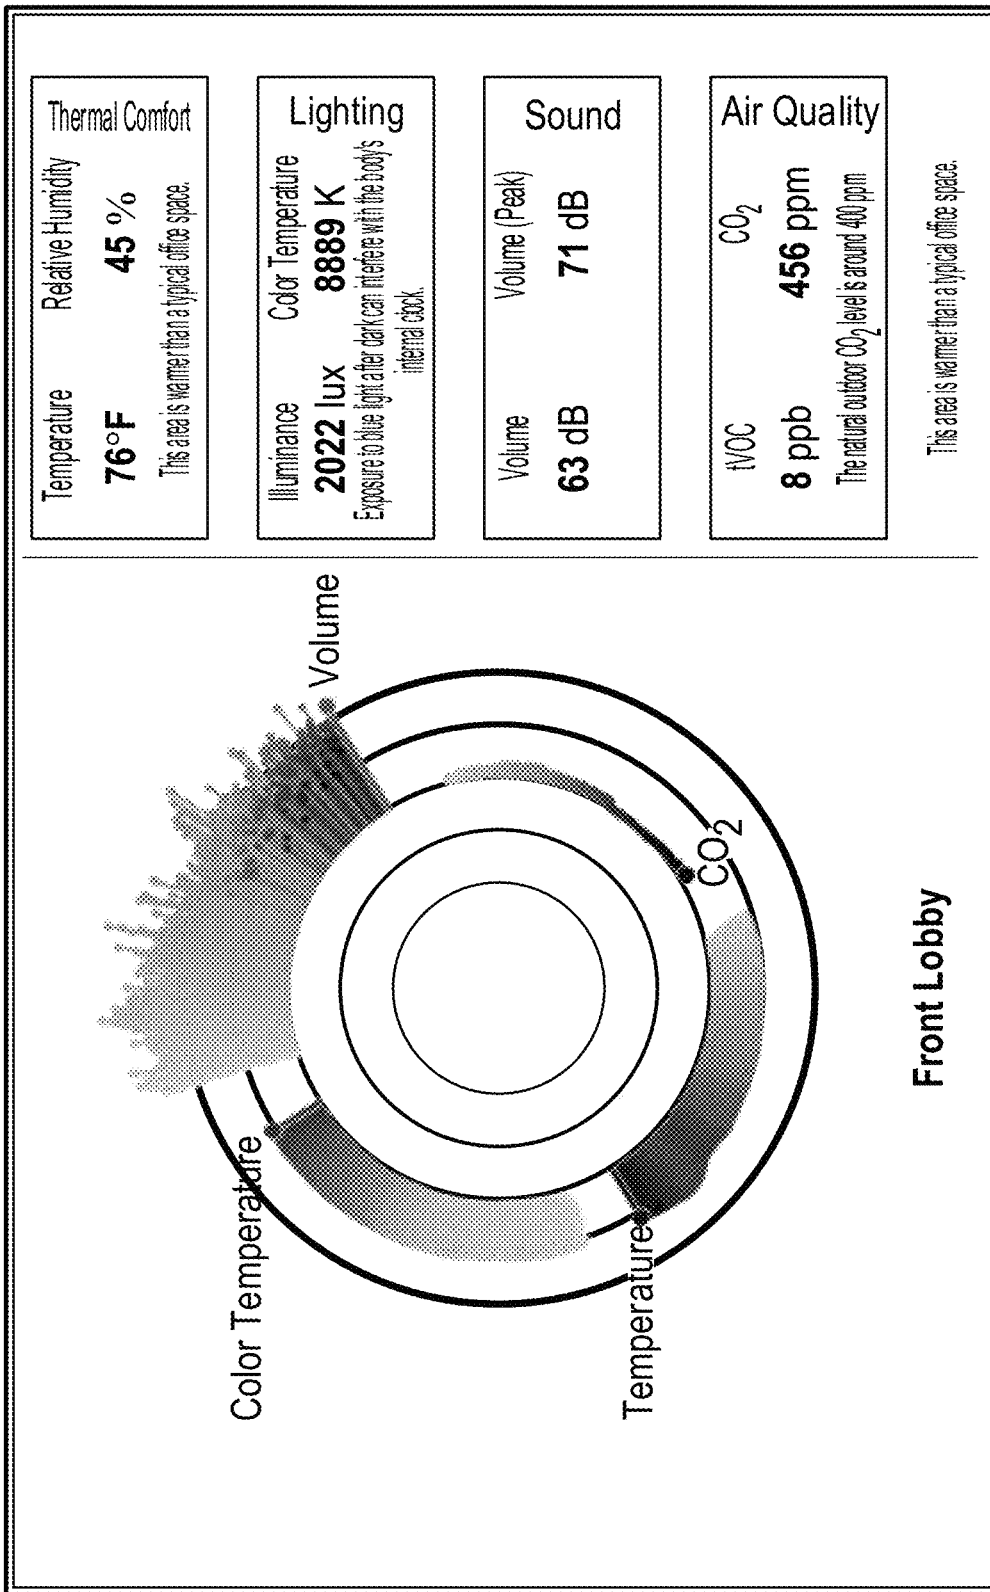 Volume
Color Temperature
CO2
Temperature
Front Lobby
Thermal Comfort
Temperature Relative Humidity
76°F 45 %
This area is warmer than a typical office space.
Lighting
Illuminance Color Temperature
2022 lux 8889 K
Exposure to blue light after dark can interfere with the body's
internal clock.
Sound
Volume Volume (Peak)
63 dB 71 dB
Air Quality
tVOC CO2
8 ppb 456 ppm
The natural outdoor CO2 level is around 400 ppm
This area is warmer than a typical office space.